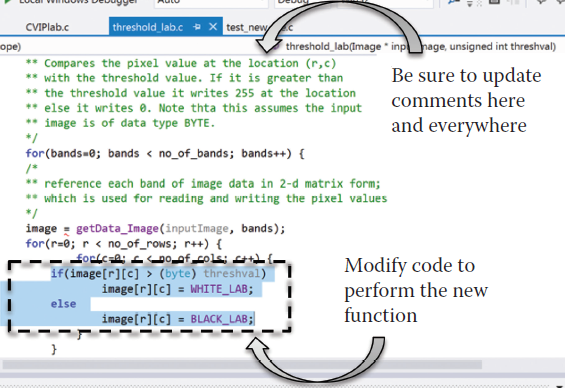 Local Windows Debugger Auto Debug
CVIPlab.c threshold_lab.c test_new .c
ope) threshold_lab(Image * inp mage, unsigned int threshval)
** Compares the pixel value at the location (r,c)
** with the threshold value. If it is greater than
** the threshold value it writes 255 at the location
** else it writes 0. Note thta this assumes the input
** image is of data type BYTE.
*/
for(bands=0; bands < no_of_bands; bands++) {
/*
** reference each band of image data in 2-d matrix form;
** which is used for reading and writing the pixel values
*/
image = getData_Image(inputImage, bands);
for(r=0; r < no_of_rows; r++) {
for(c=0; c < no_of_cols; c++) {
if(image[r][c] > (byte) threshval)
image[r][c] = WHITE_LAB;
else
image[r][c] = BLACK_LAB;
}
}
Be sure to update
comments here
and everywhere
Modify code to
perform the new
function